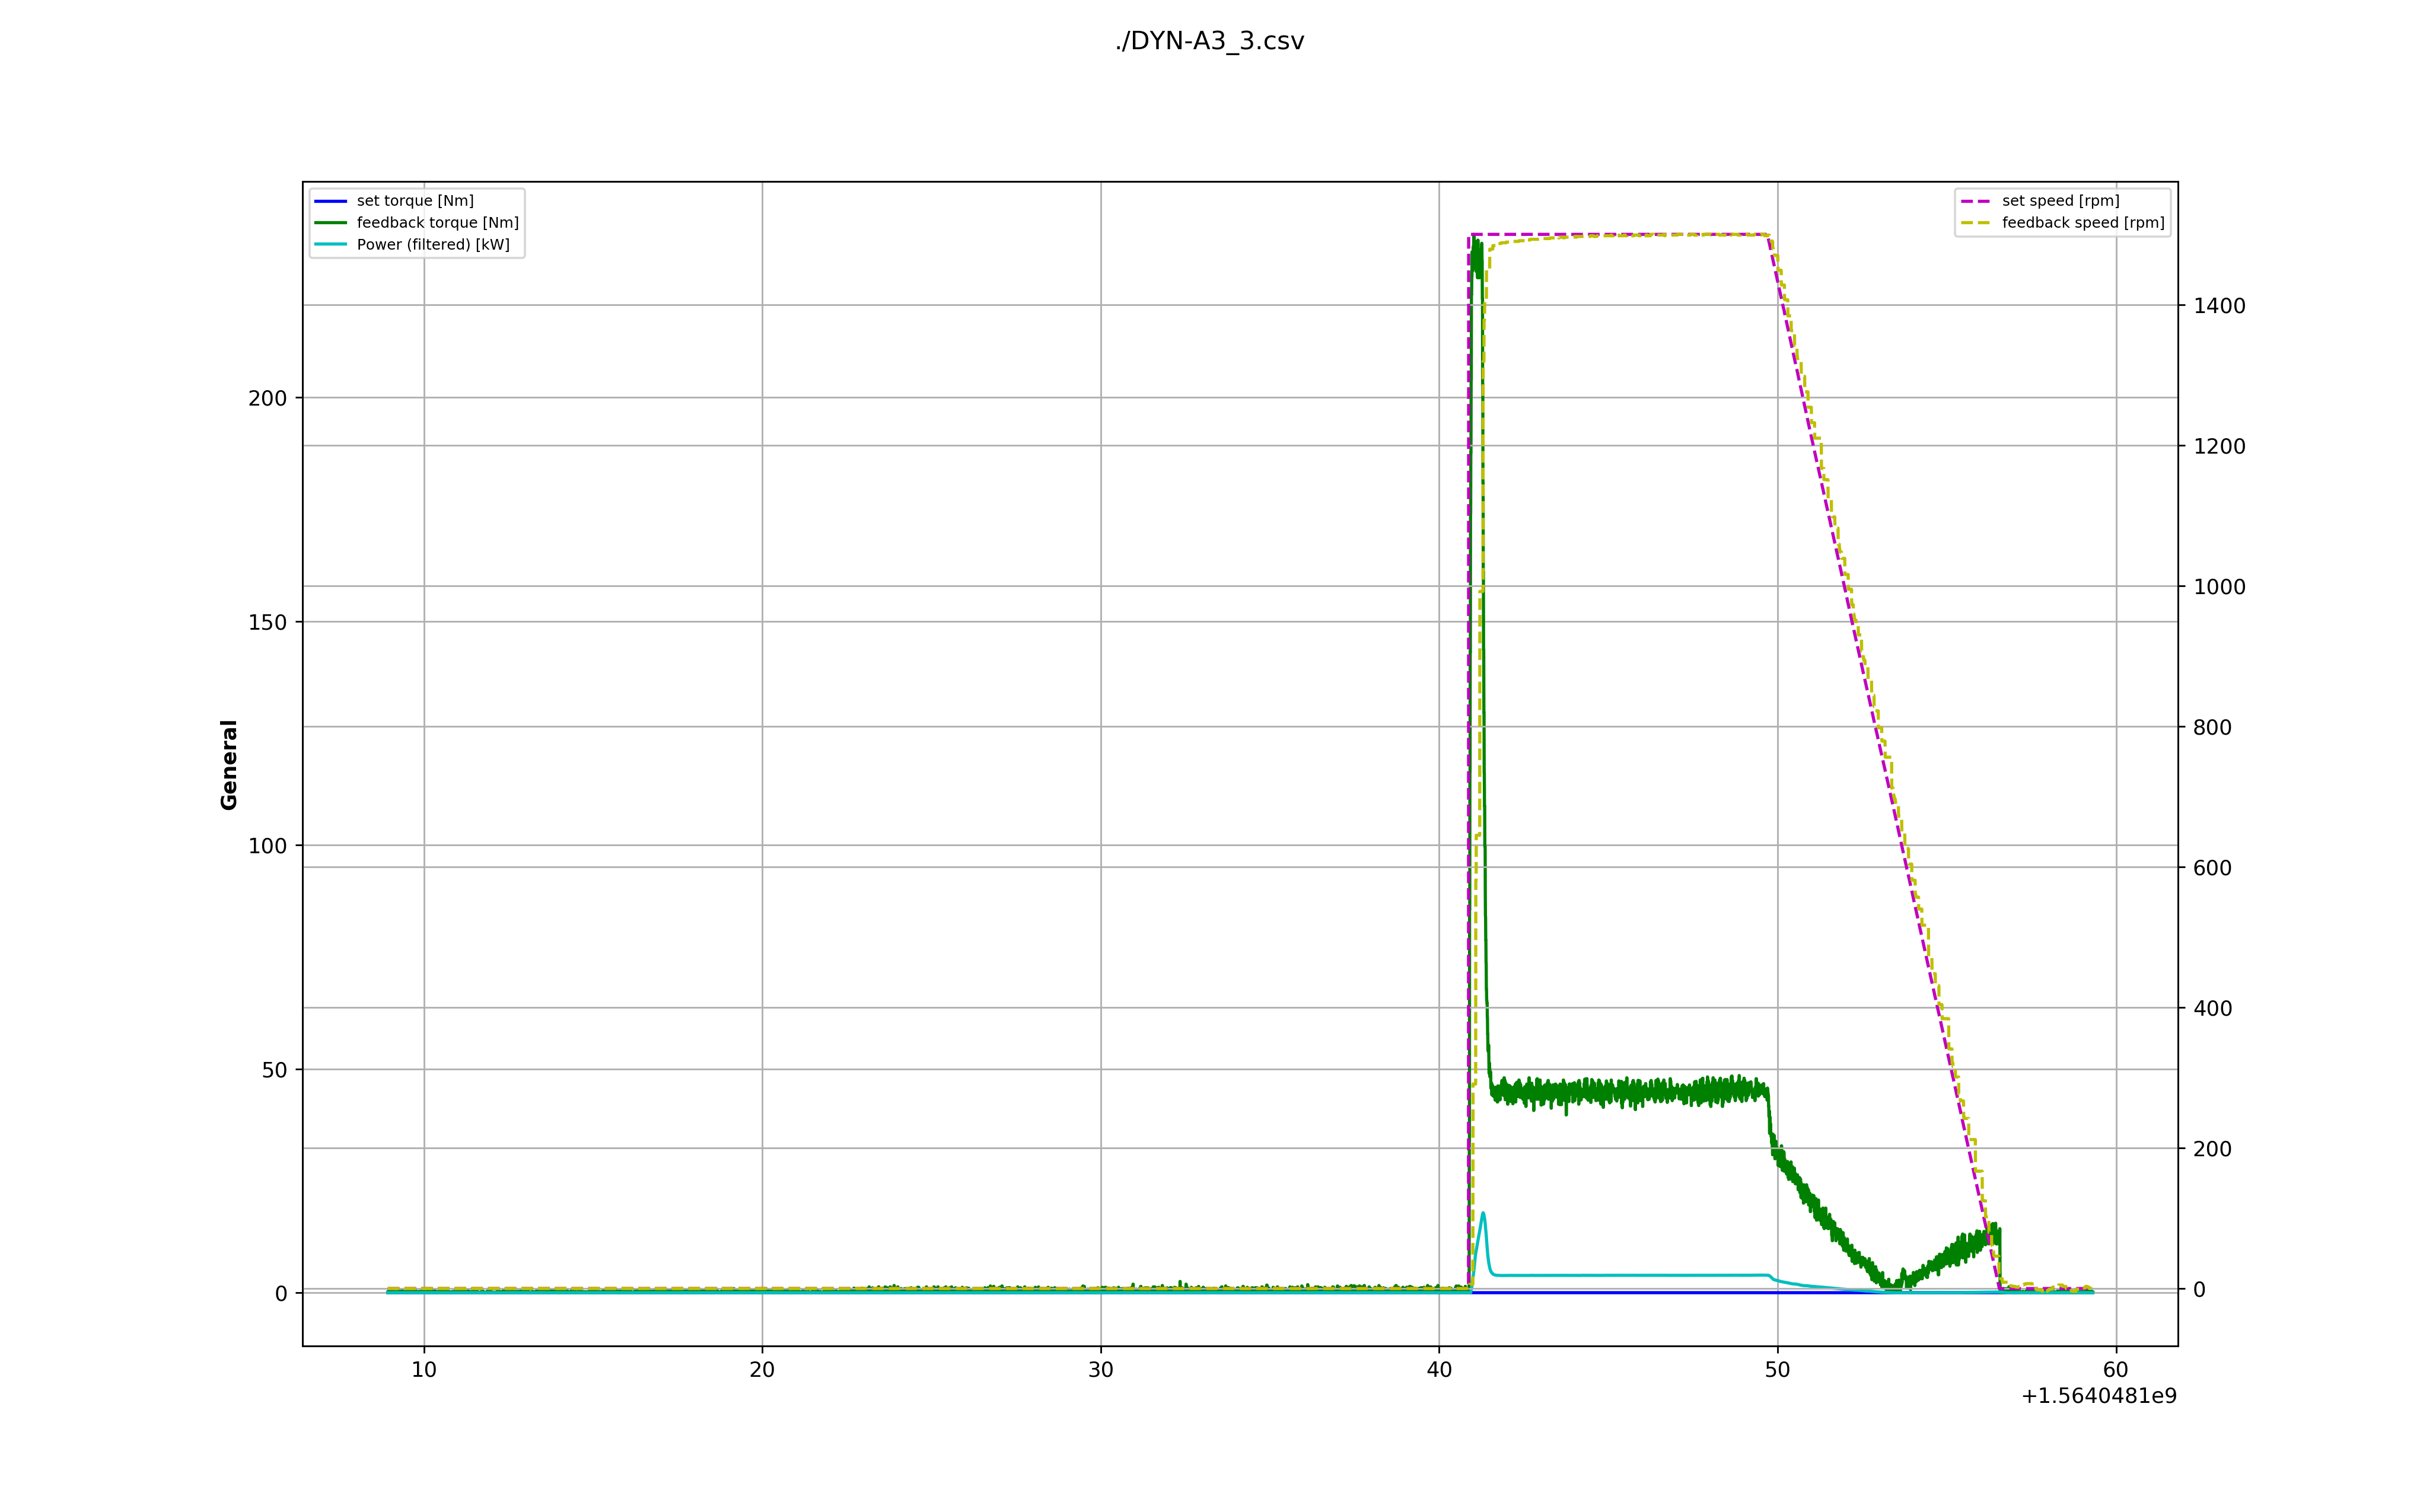 ./DYN-A3_3.csv
set torque [Nm]
feedback torque [Nm]
Power (filtered) [kW]
set speed [rpm]
feedback speed [rpm]
General
200
150
100
50
0
1400
1200
1000
800
600
400
200
0
10 20 30 40 50 60
+1.5640481e9